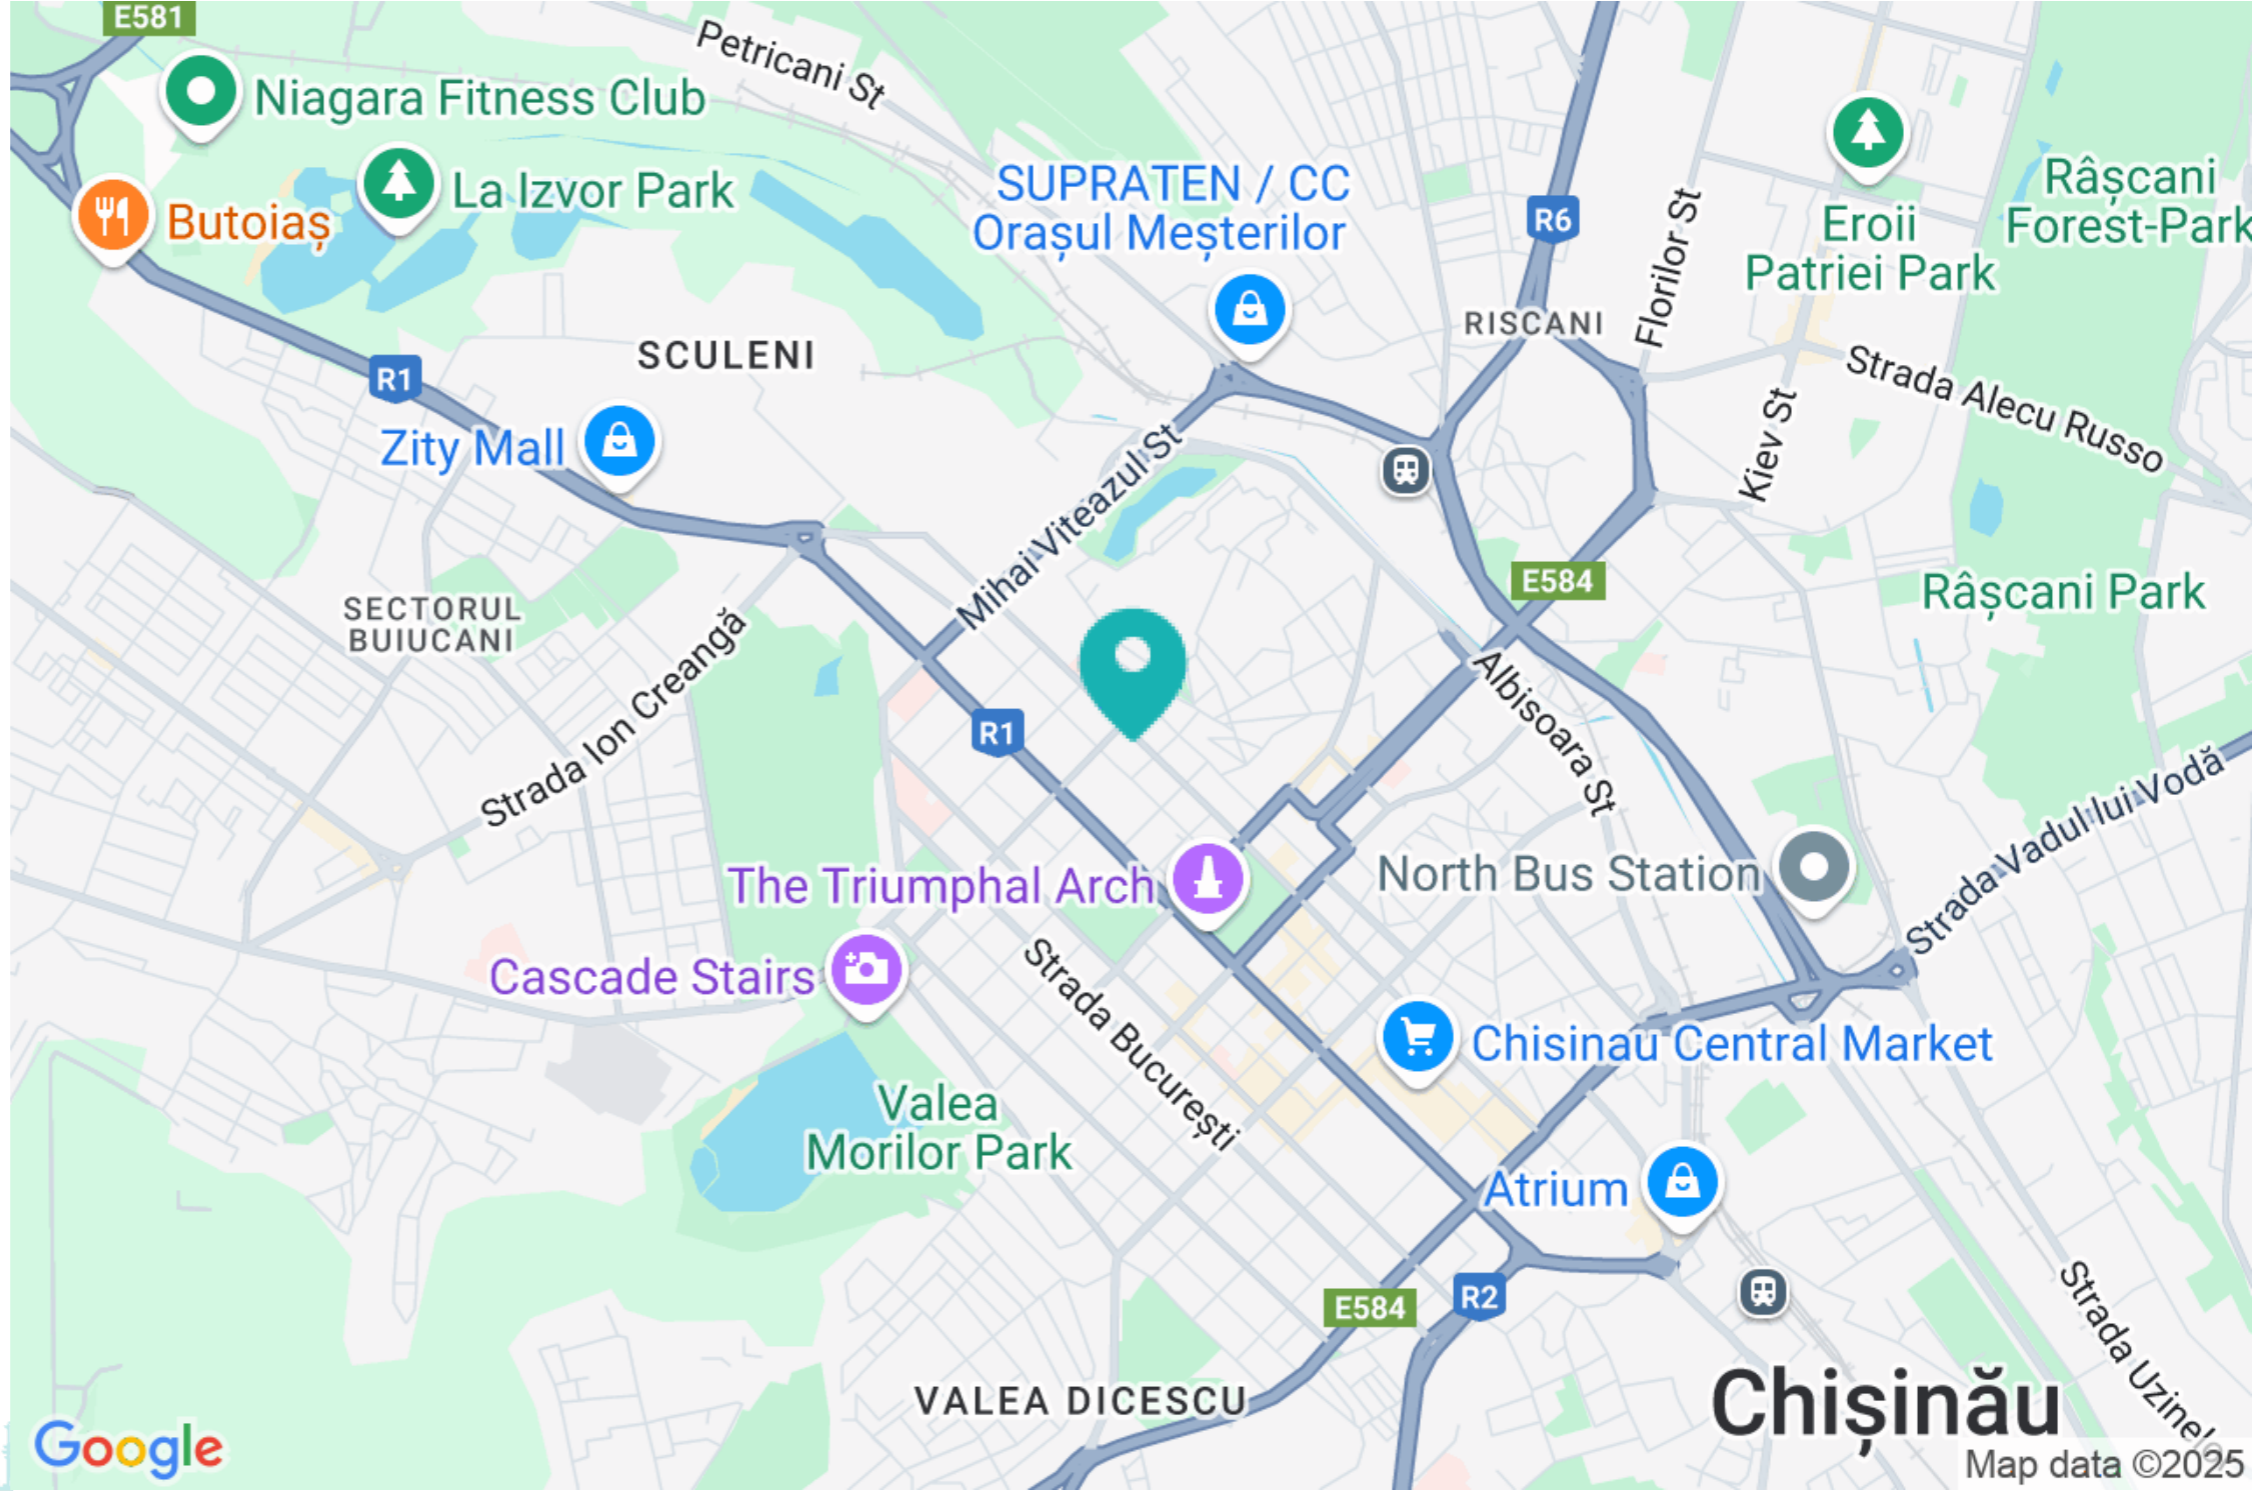 E581
Petricani St
Niagara Fitness Club
La Izvor Park
Butoiaș
SUPRATEN / CC
Orașul Meșterilor
R6
Florilor St
Eroii
Patriei Park
Râșcani
Forest-Park
RISCANI
SCULENI
R1
Zity Mall
Strada Alecu Russo
Kiev St
Mihai Viteazul St
E584
Râșcani Park
SECTORUL
BUIUCANI
Strada Ion Creangă
R1
Albisoara St
Strada Vadul lui Vodă
The Triumphal Arch
North Bus Station
Cascade Stairs
Strada București
Chisinau Central Market
Valea
Morilor Park
Atrium
E584
R2
Strada Uzinelo
VALEA DICESCU
Chișinău
Google
Map data ©2025